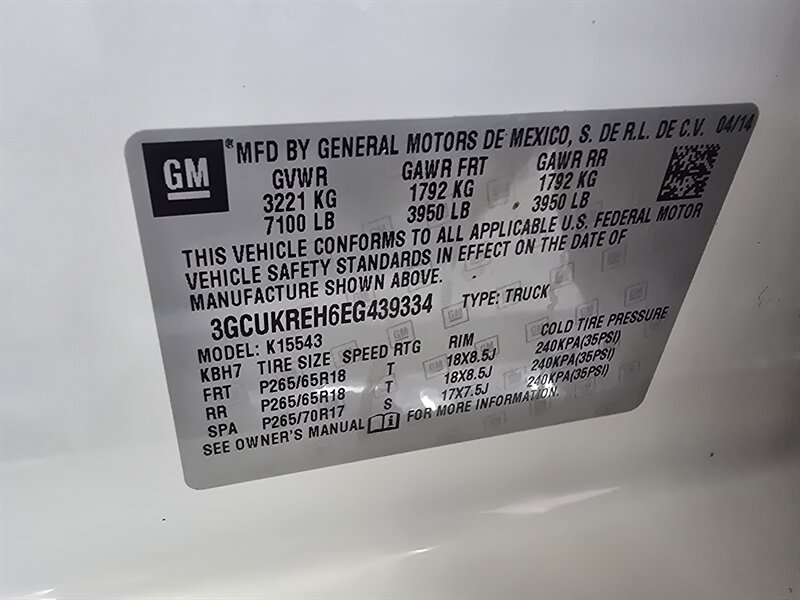 GM
® MFD BY GENERAL MOTORS DE MEXICO, S. DE R.L. DE C.V. 04/14
GVWR GAWR FRT GAWR RR
3221 KG 1792 KG 1792 KG
7100 LB 3950 LB 3950 LB
THIS VEHICLE CONFORMS TO ALL APPLICABLE U.S. FEDERAL MOTOR
VEHICLE SAFETY STANDARDS IN EFFECT ON THE DATE OF
MANUFACTURE SHOWN ABOVE.
3GCUKREH6EG439334 TYPE: TRUCK
MODEL: K15543
KBH7 TIRE SIZE SPEED RTG RIM COLD TIRE PRESSURE
FRT P265/65R18 T 18X8.5J 240KPA(35PSI)
RR P265/65R18 T 18X8.5J 240KPA(35PSI)
SPA P265/70R17 S 17X7.5J 240KPA(35PSI)
SEE OWNER'S MANUAL FOR MORE INFORMATION.